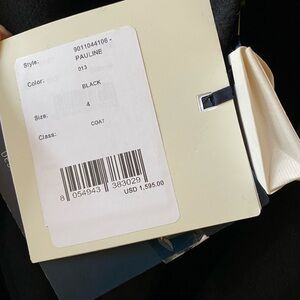 Style: 9011044106 -
PAULINE
013
Color: BLACK
Size: 4
Class: COAT
8 054943 383029
USD 1,595.00